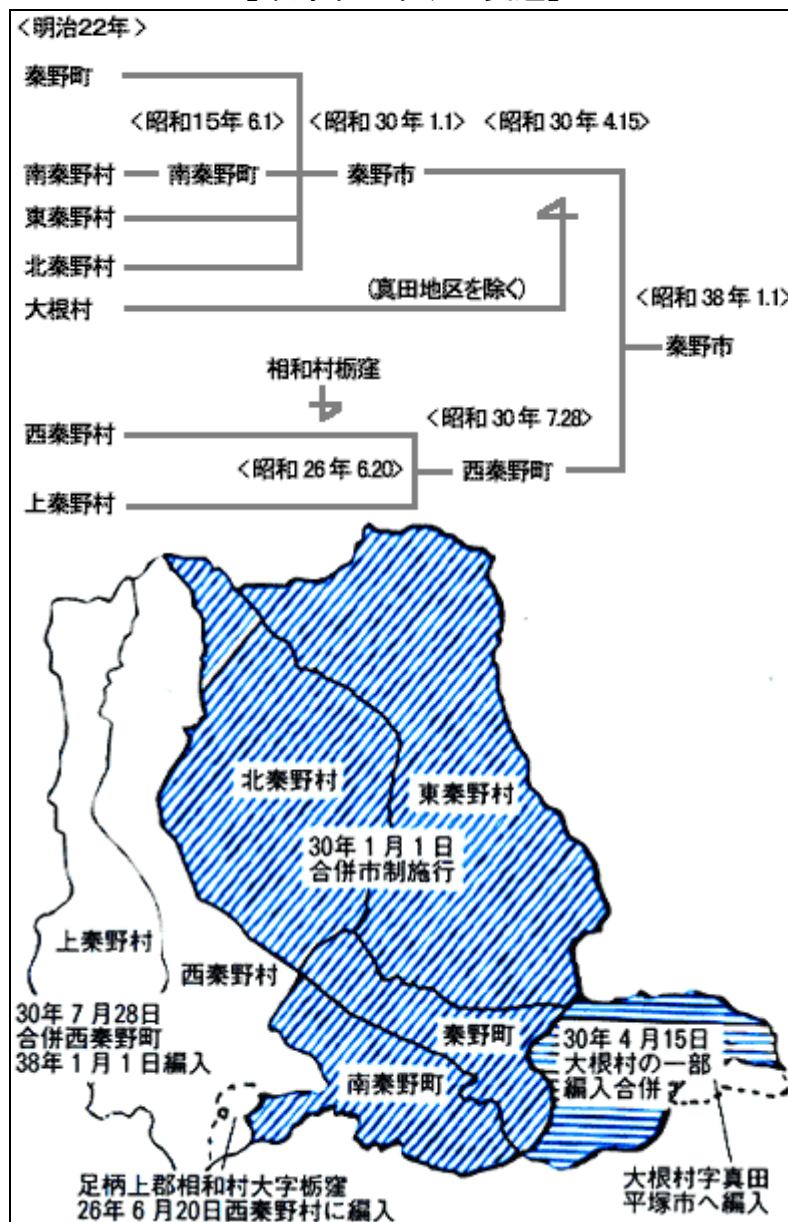 <明治22年>
秦野町
<昭和15年 6.1> <昭和 30 年 1.1> <昭和 30 年 4.15>
南秦野村 南秦野町 秦野市
東秦野村
北秦野村
大根村 (真田地区を除く) <昭和 38 年 1.1>
秦野市
相和村栃窪
西秦野村 <昭和 30 年 7.28>
<昭和 26 年 6.20> 西秦野町
上秦野村
北秦野村
東秦野村
30年 1 月 1 日
合併市制施行
上秦野村
西秦野村
30年 7 月28日
合併西秦野町
38年 1 月 1 日編入
秦野町
30年 4 月15日
大根村の一部
編入合併
南秦野町
足柄上郡相和村大字栃窪
26年 6 月20日西秦野村に編入
大根村字真田
平塚市へ編入